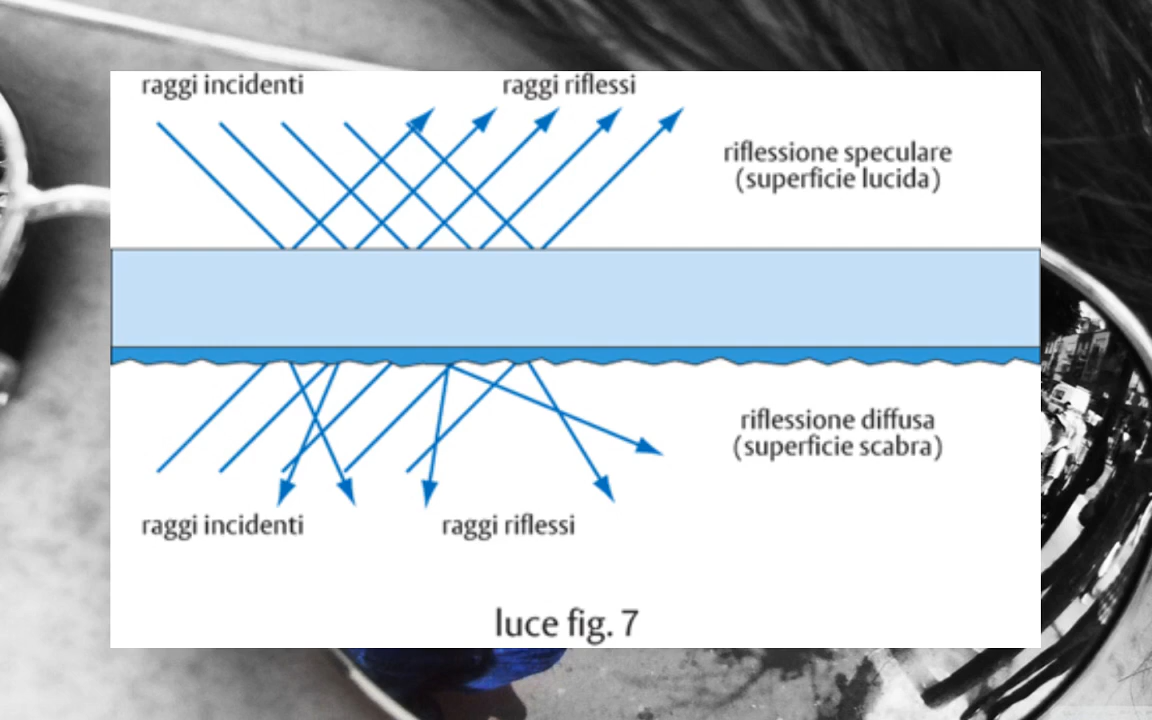 raggi incidenti
raggi riflessi
riflessione speculare
(superficie lucida)
riflessione diffusa
(superficie scabra)
raggi incidenti
raggi riflessi
luce fig. 7